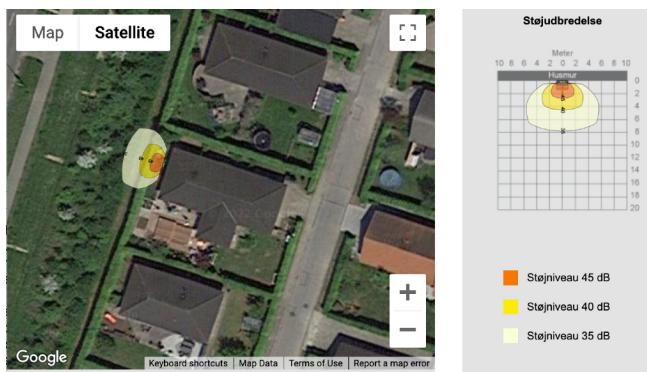 Map
Satellite
Google
Keyboard shortcuts
Map Data
Terms of Use
Report a map error
Støjudbredelse
Meter
10 8 6 4 2 0 2 4 6 8 10
Husmur
0
2
4
6
8
10
12
14
16
18
20
Støjniveau 45 dB
Støjniveau 40 dB
Støjniveau 35 dB